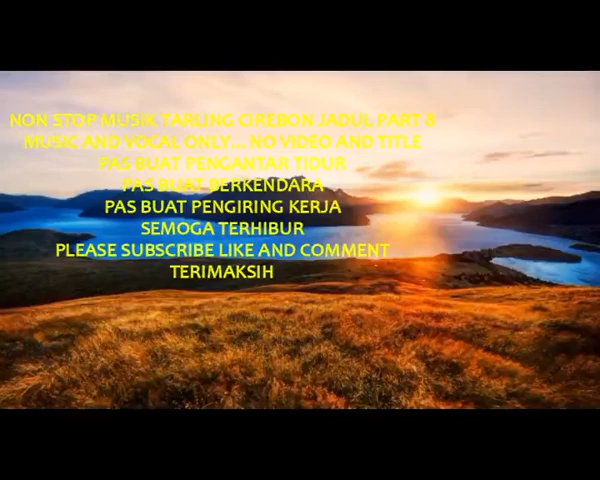 NON STOP MUSIK TARLING CIREBON JADUL PART 8
MUSIC AND VOCAL ONLY... NO VIDEO AND TITLE
PAS BUAT PENGANTAR TIDUR
PAS BUAT BERKENDARA
PAS BUAT PENGIRING KERJA
SEMOGA TERHIBUR
PLEASE SUBSCRIBE LIKE AND COMMENT
TERIMAKSIH